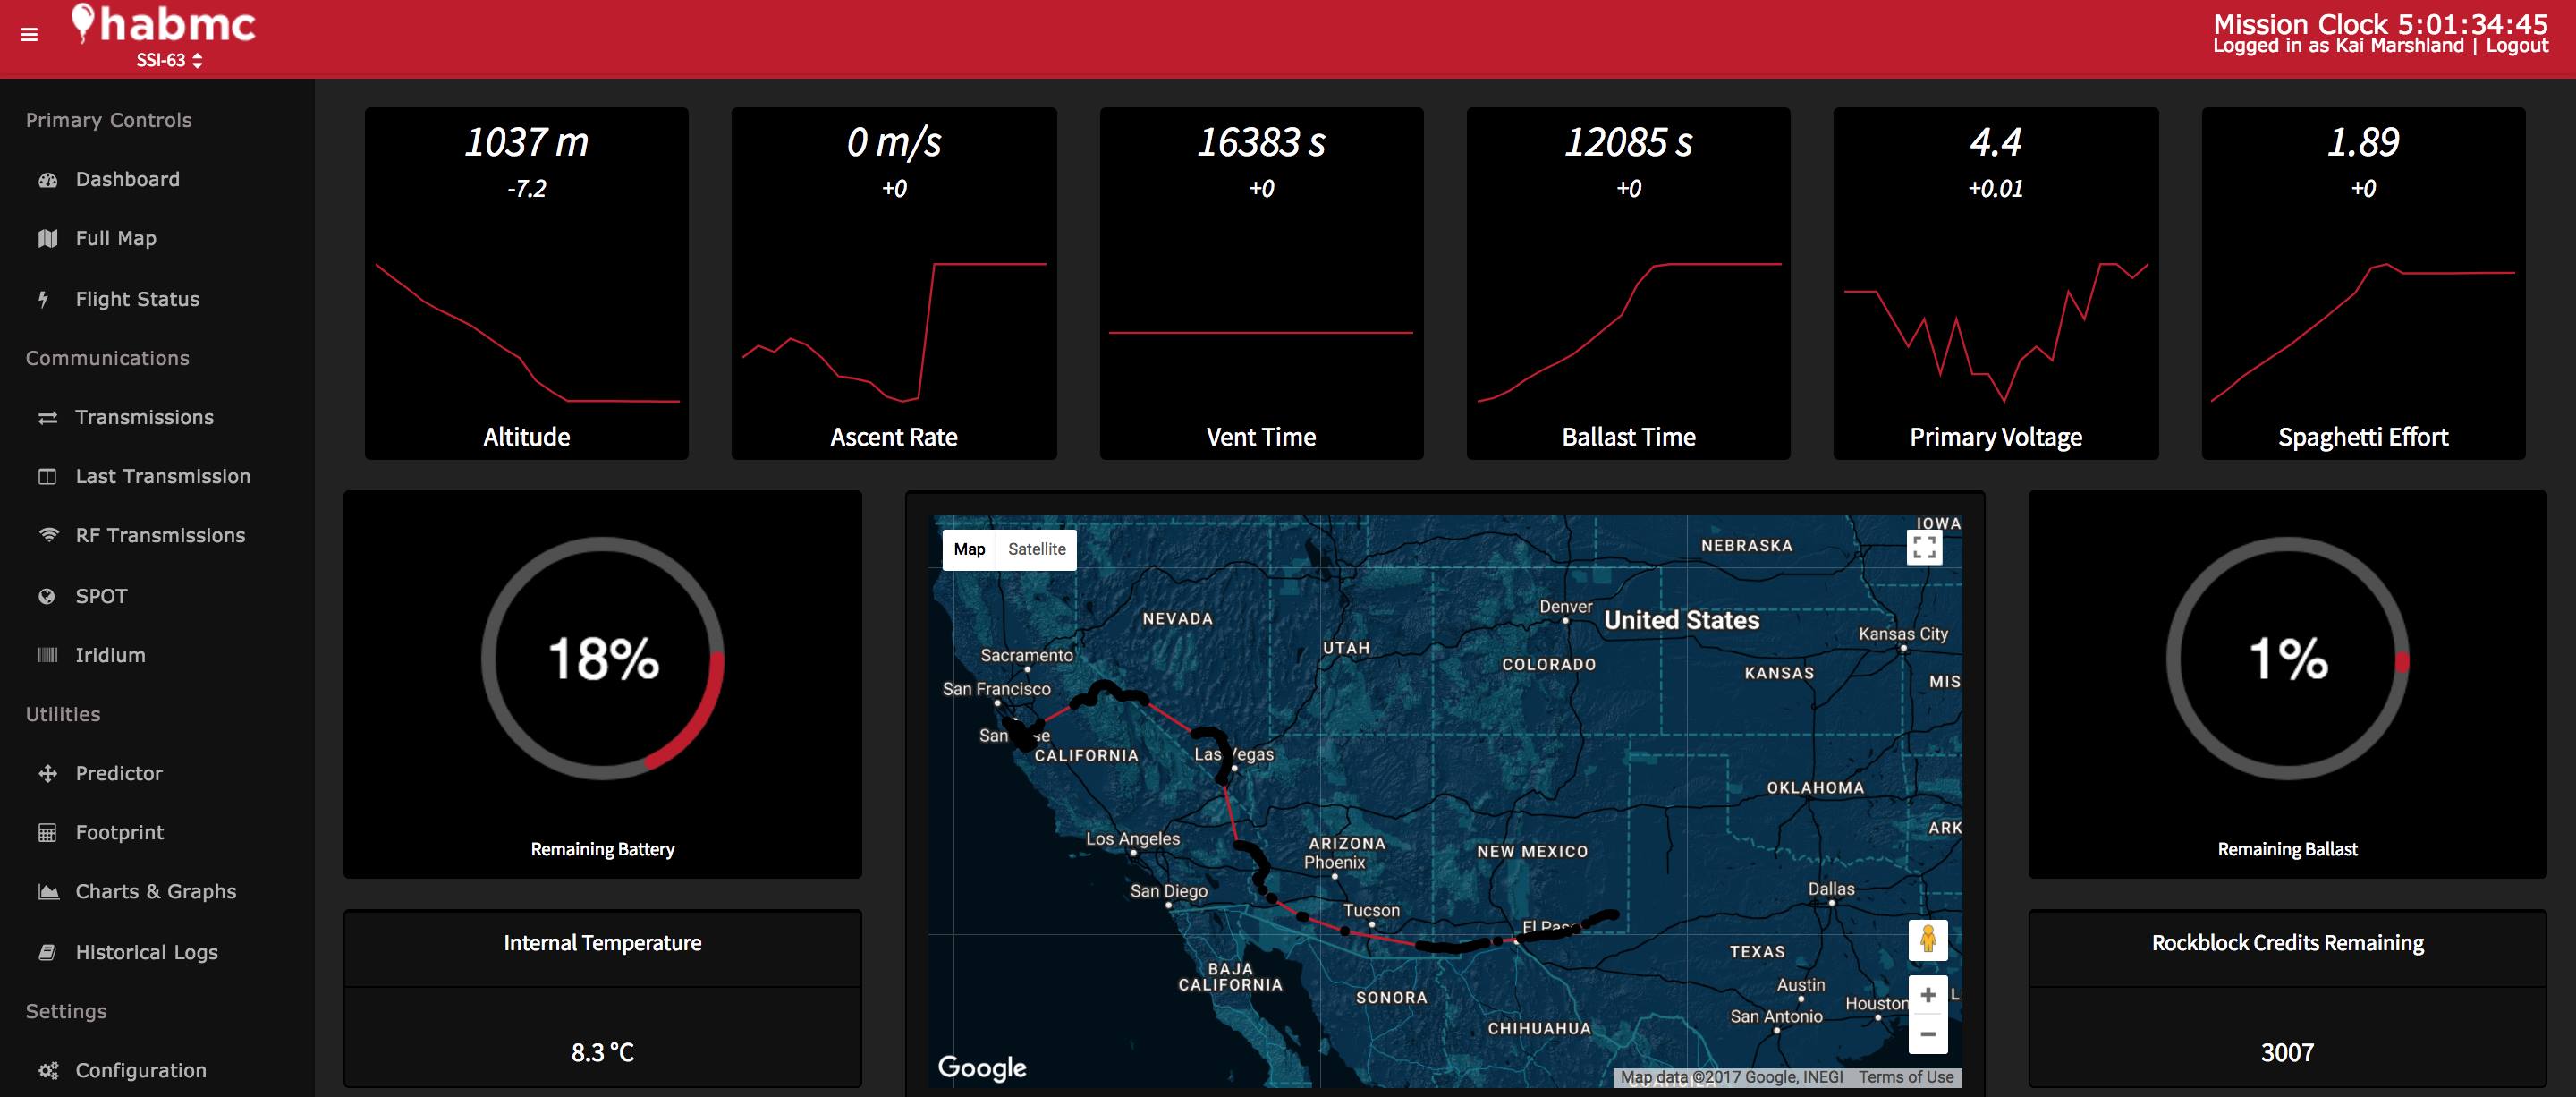 habmc
SSI-63
Mission Clock 5:01:34:45
Logged in as Kai Marshland | Logout
Primary Controls
Dashboard
Full Map
Flight Status
Communications
Transmissions
Last Transmission
RF Transmissions
SPOT
Iridium
Utilities
Predictor
Footprint
Charts & Graphs
Historical Logs
Settings
Configuration
1037 m
-7.2
Altitude
0 m/s
+0
Ascent Rate
16383 s
+0
Vent Time
12085 s
+0
Ballast Time
4.4
+0.01
Primary Voltage
1.89
+0
Spaghetti Effort
18%
Remaining Battery
Internal Temperature
8.3 °C
Map Satellite
IOWA
NEBRASKA
NEVADA
Denver
United States
Kansas City
UTAH
Sacramento
COLORADO
KANSAS
MIS
San Francisco
San
CALIFORNIA
Las Vegas
OKLAHOMA
ARK
Los Angeles
ARIZONA
Phoenix
NEW MEXICO
San Diego
Dallas
Tucson
El Pas
TEXAS
BAJA
CALIFORNIA
SONORA
Austin
Houston
San Antonio
CHIHUAHUA
Google
Map data ©2017 Google, INEGI Terms of Use
1%
Remaining Ballast
Rockblock Credits Remaining
3007